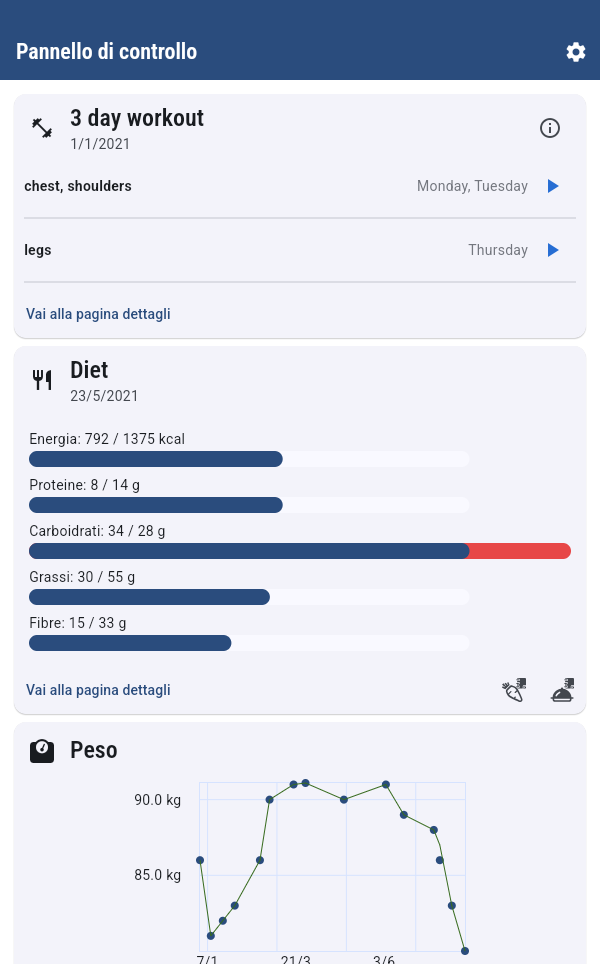 Pannello di controllo
3 day workout
1/1/2021
chest, shoulders Monday, Tuesday
legs Thursday
Vai alla pagina dettagli
Diet
23/5/2021
Energia: 792 / 1375 kcal
Proteine: 8 / 14 g
Carboidrati: 34 / 28 g
Grassi: 30 / 55 g
Fibre: 15 / 33 g
Vai alla pagina dettagli
Peso
90.0 kg
85.0 kg
7/1 21/3 3/6